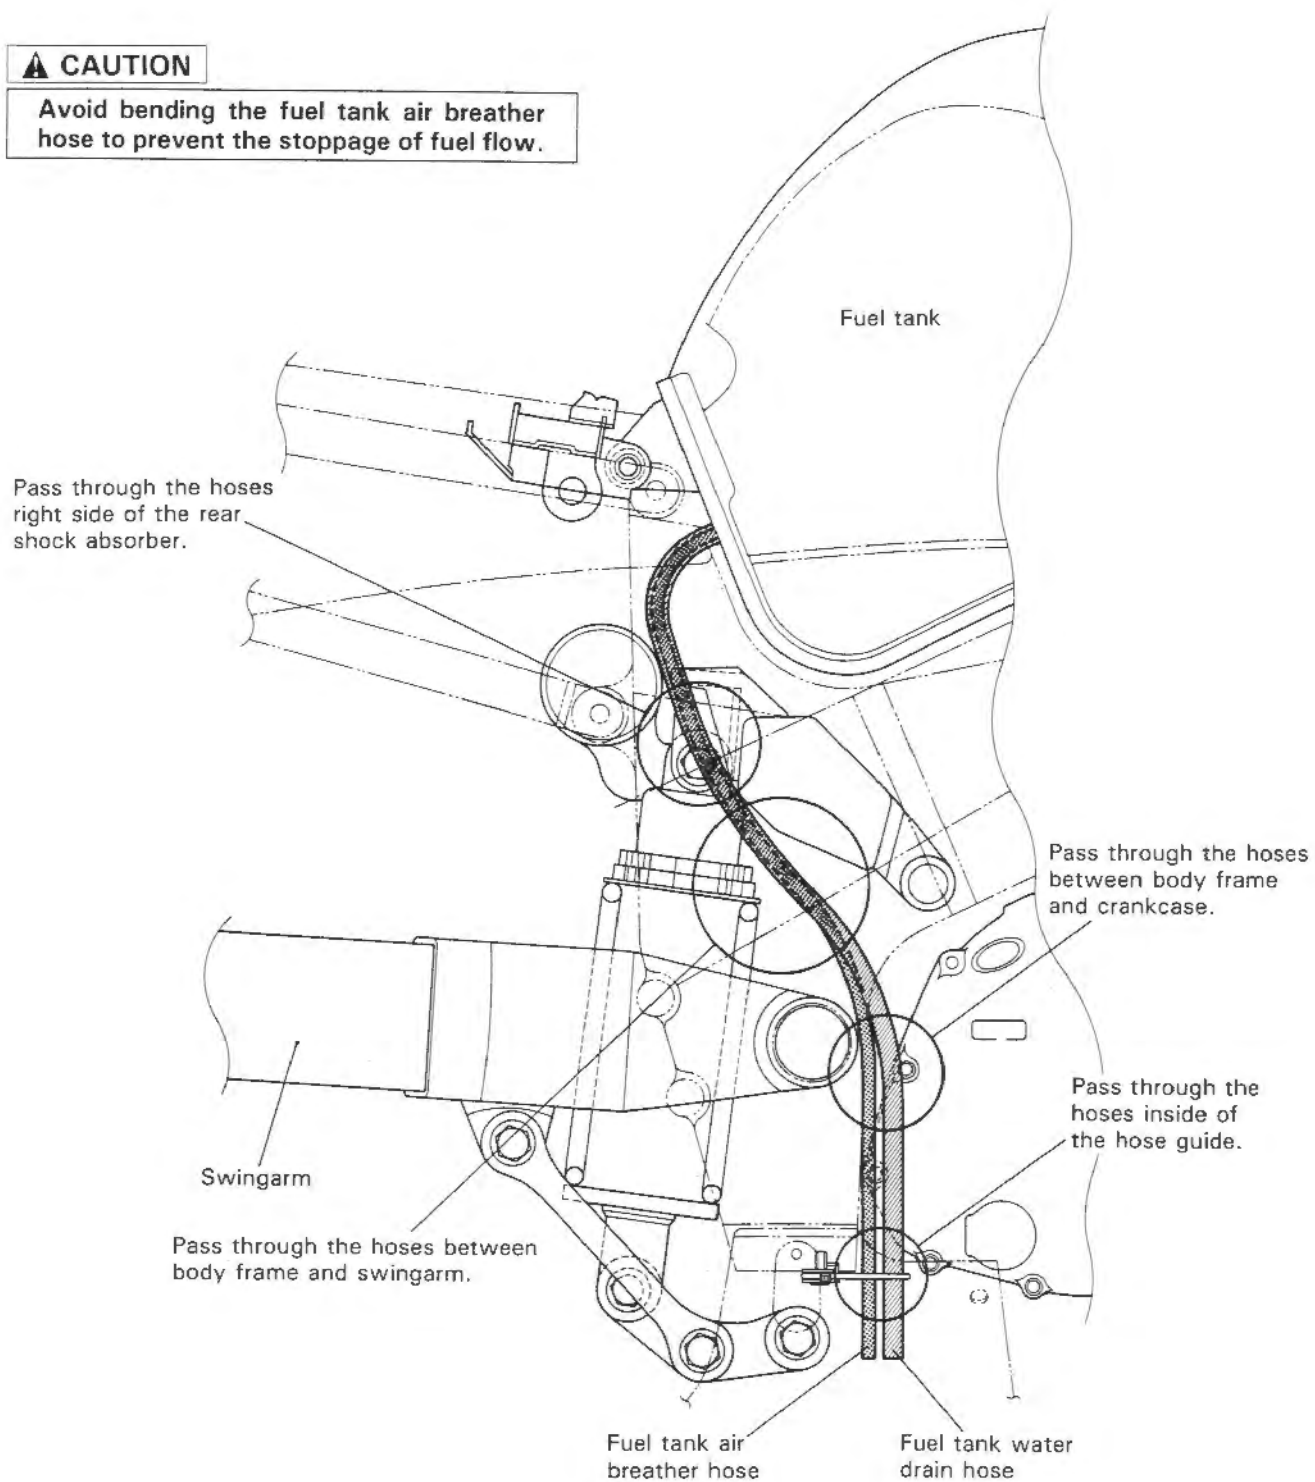 CAUTION
Avoid bending the fuel tank air breather
hose to prevent the stoppage of fuel flow.
Fuel tank
Pass through the hoses
right side of the rear
shock absorber.
Pass through the hoses
between body frame
and crankcase.
Pass through the
hoses inside of
the hose guide.
Swingarm
Pass through the hoses between
body frame and swingarm.
Fuel tank air
breather hose
Fuel tank water
drain hose